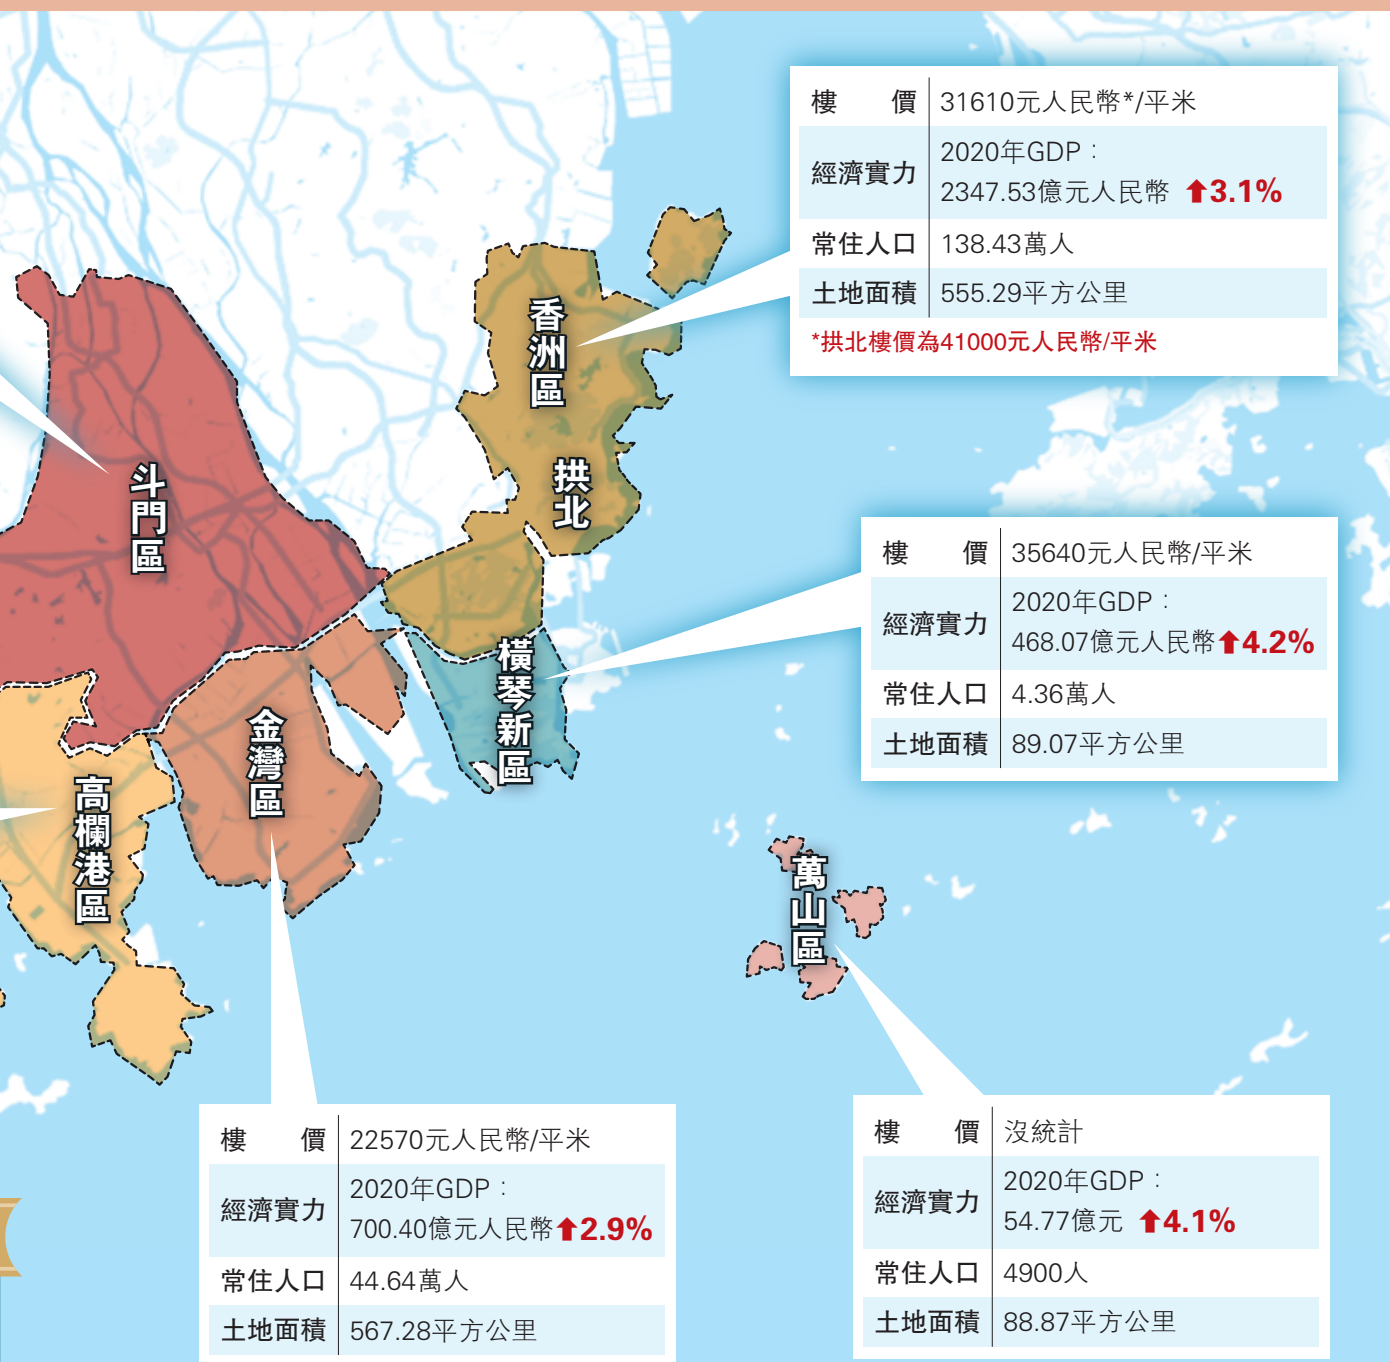 樓價 31610元人民幣*/平米
經濟實力 2020年GDP：
2347.53億元人民幣 ⬆3.1%
常住人口 138.43萬人
土地面積 555.29平方公里
*拱北樓價為41000元人民幣/平米
香洲區
拱北
斗門區
樓價 35640元人民幣/平米
經濟實力 2020年GDP：
468.07億元人民幣⬆4.2%
常住人口 4.36萬人
土地面積 89.07平方公里
橫琴新區
金灣區
高欄港區
萬山區
樓價 22570元人民幣/平米
經濟實力 2020年GDP：
700.40億元人民幣⬆2.9%
常住人口 44.64萬人
土地面積 567.28平方公里
樓價 沒統計
經濟實力 2020年GDP：
54.77億元 ⬆4.1%
常住人口 4900人
土地面積 88.87平方公里